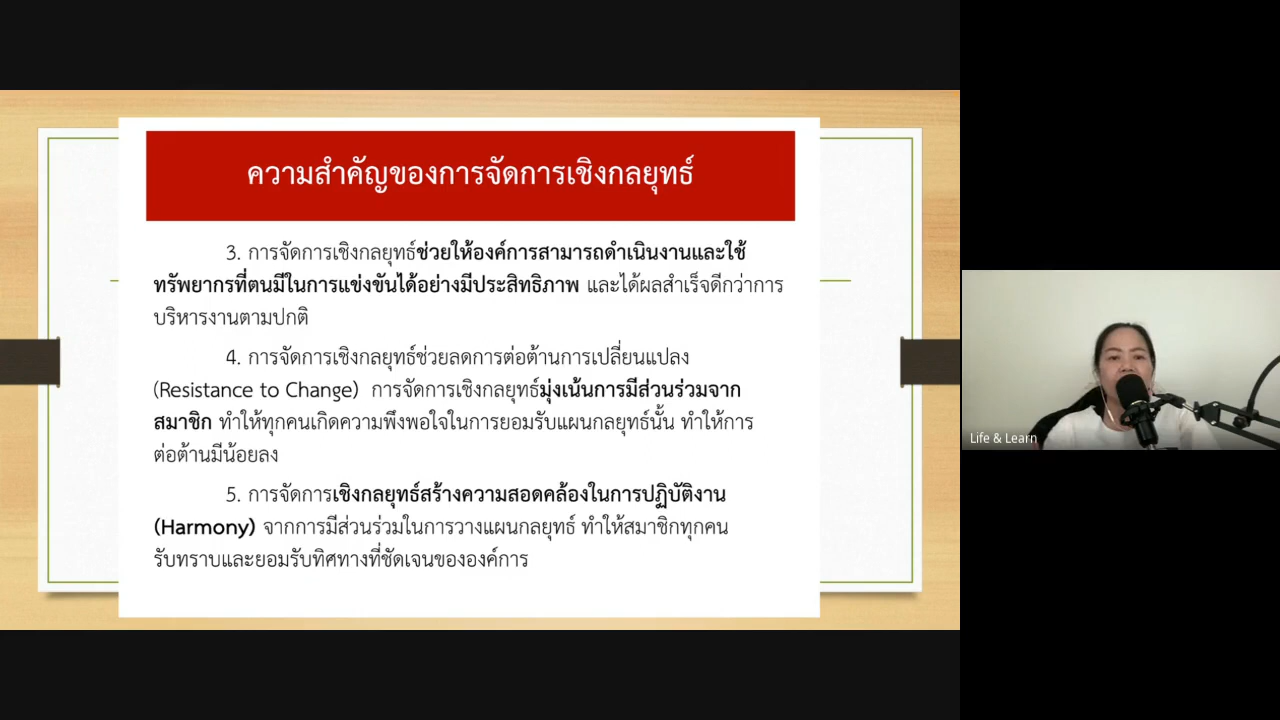 ความสำคัญของการจัดการเชิงกลยุทธ์
3. การจัดการเชิงกลยุทธ์ช่วยให้องค์การสามารถดำเนินงานและใช้
ทรัพยากรที่ตนมีในการแข่งขันได้อย่างมีประสิทธิภาพ และได้ผลสำเร็จดีกว่าการ
บริหารงานตามปกติ
4. การจัดการเชิงกลยุทธ์ช่วยลดการต่อต้านการเปลี่ยนแปลง
(Resistance to Change) การจัดการเชิงกลยุทธ์มุ่งเน้นการมีส่วนร่วมจาก
สมาชิก ทำให้ทุกคนเกิดความพึงพอใจในการยอมรับแผนกลยุทธ์นั้น ทำให้การ
ต่อต้านมีน้อยลง
5. การจัดการเชิงกลยุทธ์สร้างความสอดคล้องในการปฏิบัติงาน
(Harmony) จากการมีส่วนร่วมในการวางแผนกลยุทธ์ ทำให้สมาชิกทุกคน
รับทราบและยอมรับทิศทางที่ชัดเจนขององค์การ
Life & Learn